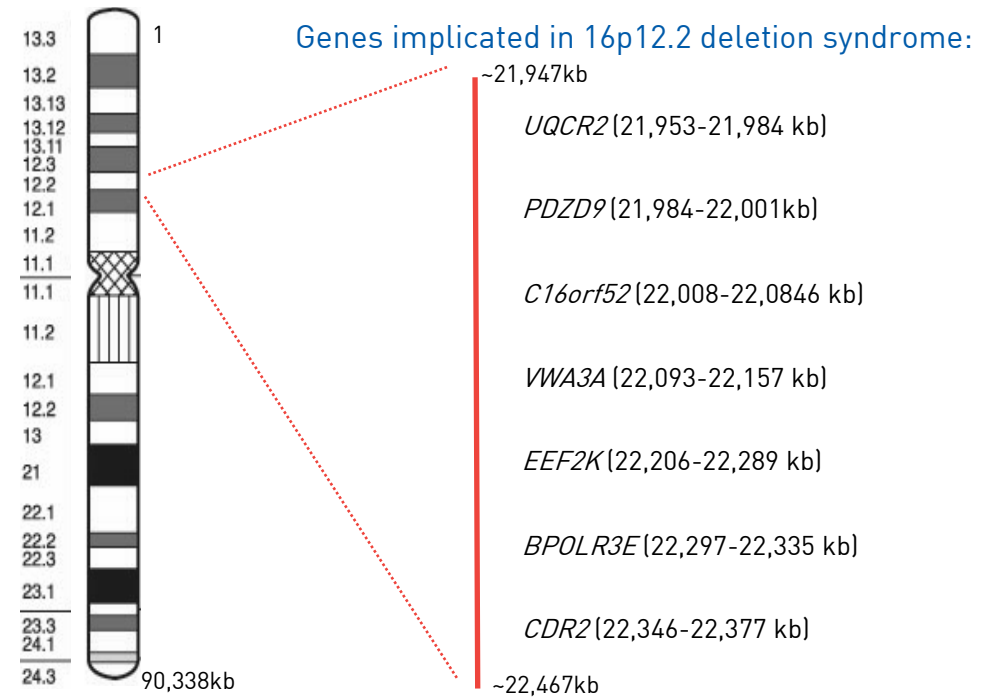 13.3
13.2
13.13
13.12
13.11
12.3
12.2
12.1
11.2
11.1
11.1
11.2
12.1
12.2
13
21
22.1
22.2
22.3
23.1
23.3
24.1
24.3
1
90,338kb
Genes implicated in 16p12.2 deletion syndrome:
~21,947kb
UQCR2 (21,953-21,984 kb)
PDZD9 (21,984-22,001kb)
C16orf52 (22,008-22,0846 kb)
VWA3A (22,093-22,157 kb)
EEF2K (22,206-22,289 kb)
BPOLR3E (22,297-22,335 kb)
CDR2 (22,346-22,377 kb)
~22,467kb